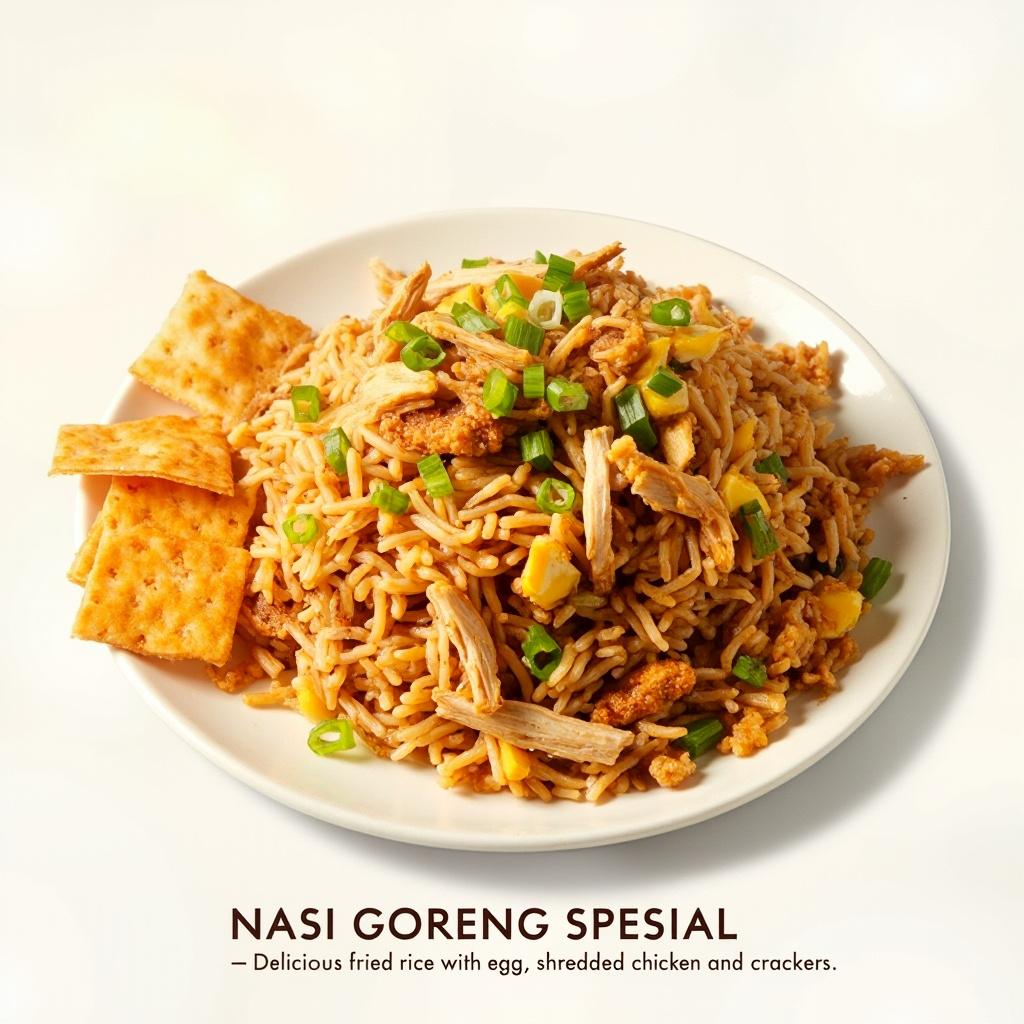 NASI GORENG SPESIAL
– Delicious fried rice with egg, shredded chicken and crackers.